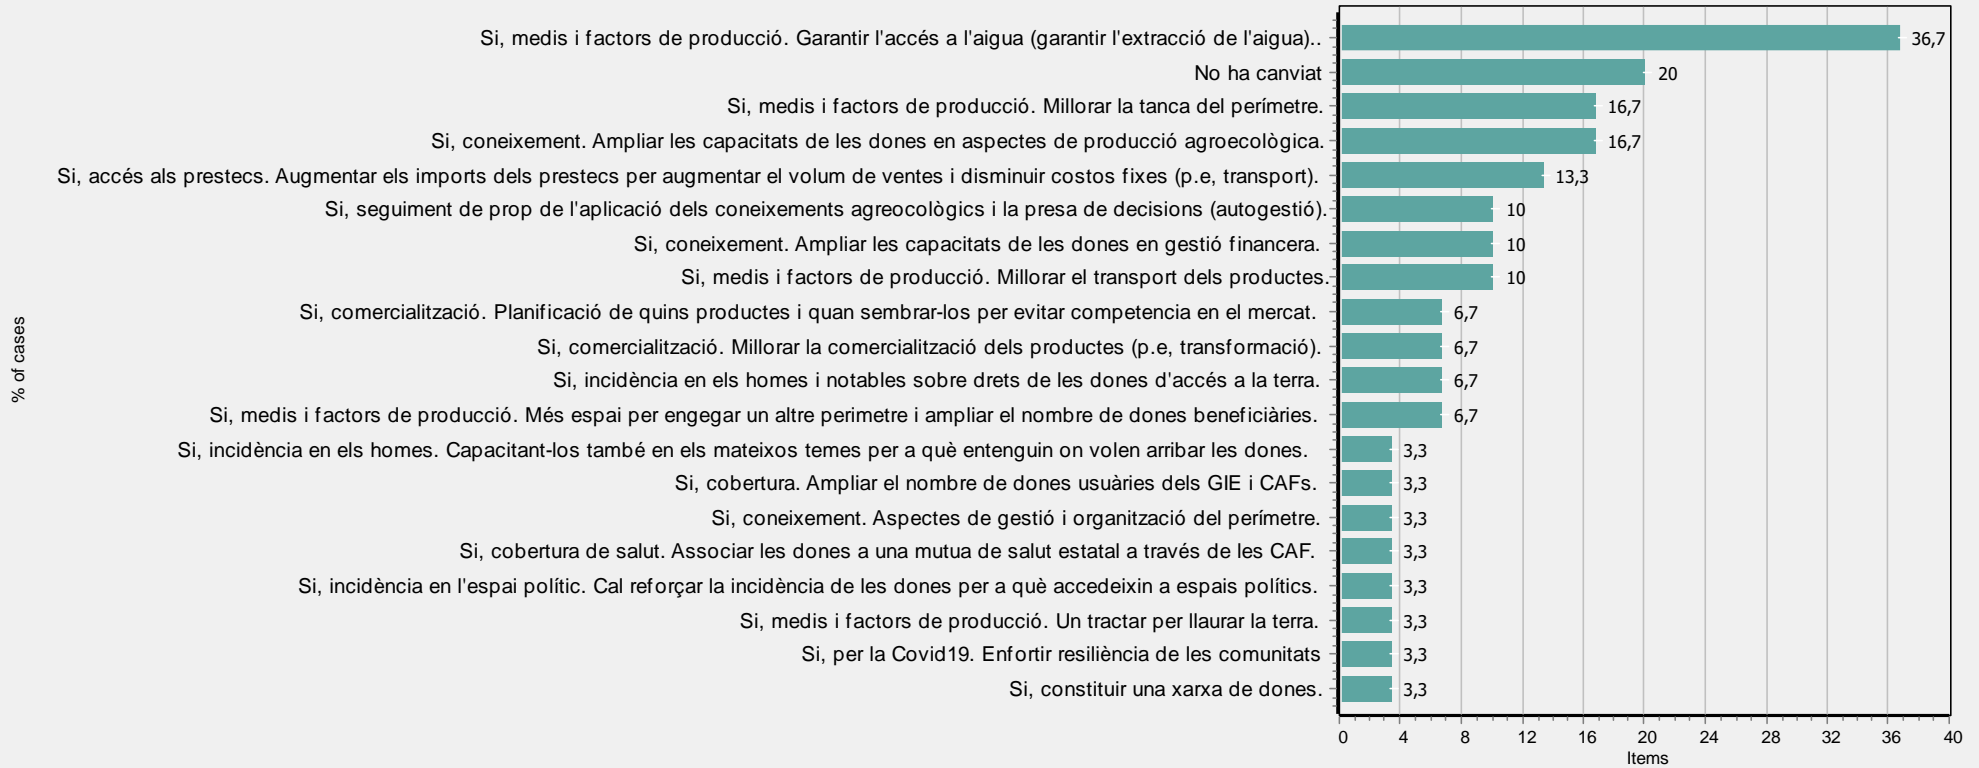 Si, medis i factors de producció. Garantir l'accés a l'aigua (garantir l'extracció de l'aigua)..
36,7
No ha canviat
20
Si, medis i factors de producció. Millorar la tanca del perímetre.
16,7
Si, coneixement. Ampliar les capacitats de les dones en aspectes de producció agroecològica.
16,7
Si, accés als prestecs. Augmentar els imports dels prestecs per augmentar el volum de ventes i disminuir costos fixes (p.e, transport).
13,3
Si, seguiment de prop de l'aplicació dels coneixements agreocològics i la presa de decisions (autogestió).
10
Si, coneixement. Ampliar les capacitats de les dones en gestió financera.
10
Si, medis i factors de producció. Millorar el transport dels productes.
10
Si, comercialització. Planificació de quins productes i quan sembrar-los per evitar competencia en el mercat.
6,7
Si, comercialització. Millorar la comercialització dels productes (p.e, transformació).
6,7
Si, incidència en els homes i notables sobre drets de les dones d'accés a la terra.
6,7
Si, medis i factors de producció. Més espai per engegar un altre perimetre i ampliar el nombre de dones beneficiàries.
6,7
Si, incidència en els homes. Capacitant-los també en els mateixos temes per a què entenguin on volen arribar les dones.
3,3
Si, cobertura. Ampliar el nombre de dones usuàries dels GIE i CAFs.
3,3
Si, coneixement. Aspectes de gestió i organització del perímetre.
3,3
Si, cobertura de salut. Associar les dones a una mutua de salut estatal a través de les CAF.
3,3
Si, incidència en l'espai polític. Cal reforçar la incidència de les dones per a què accedeixin a espais polítics.
3,3
Si, medis i factors de producció. Un tractar per llaurar la terra.
3,3
Si, per la Covid19. Enfortir resiliència de les comunitats
3,3
Si, constituir una xarxa de dones.
3,3
% of cases
0 4 8 12 16 20 24 28 32 36 40
Items